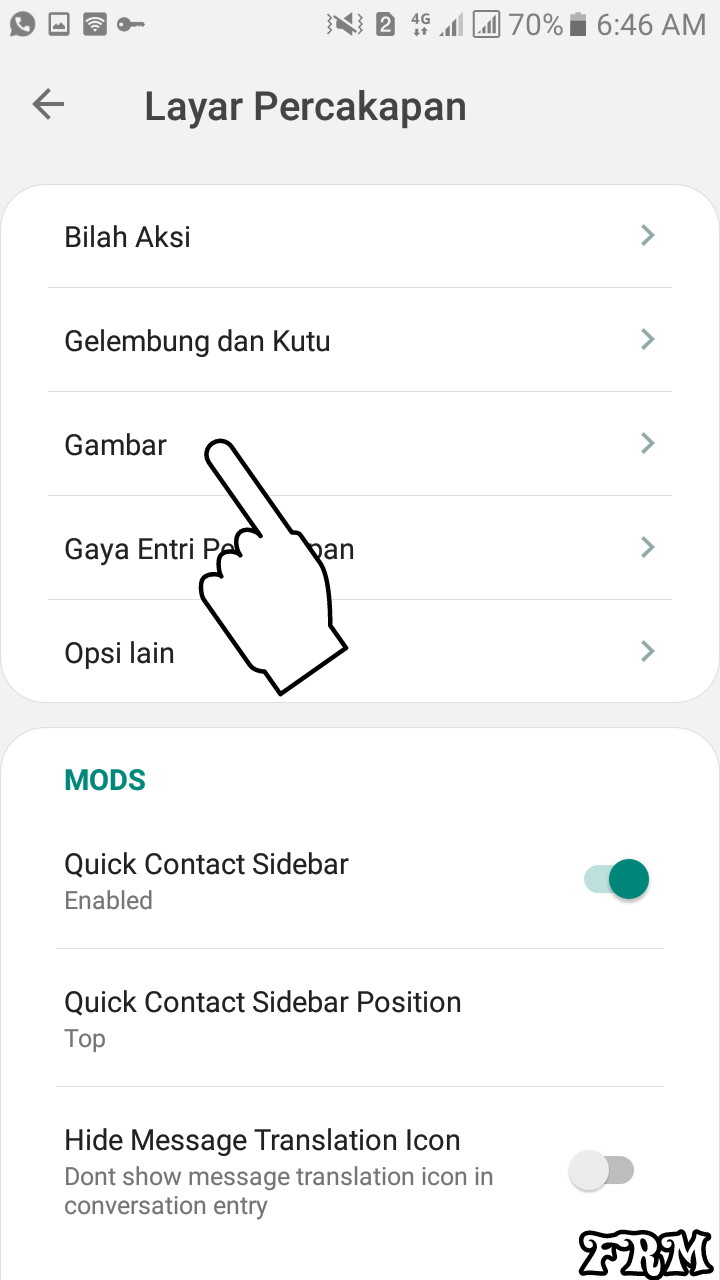 2 4G 70% 6:46 AM
Layar Percakapan
Bilah Aksi
Gelembung dan Kutu
Gambar
Gaya Entri
Opsi lain
MODS
Quick Contact Sidebar
Enabled
Quick Contact Sidebar Position
Top
Hide Message Translation Icon
Dont show message translation icon in
conversation entry
FRM